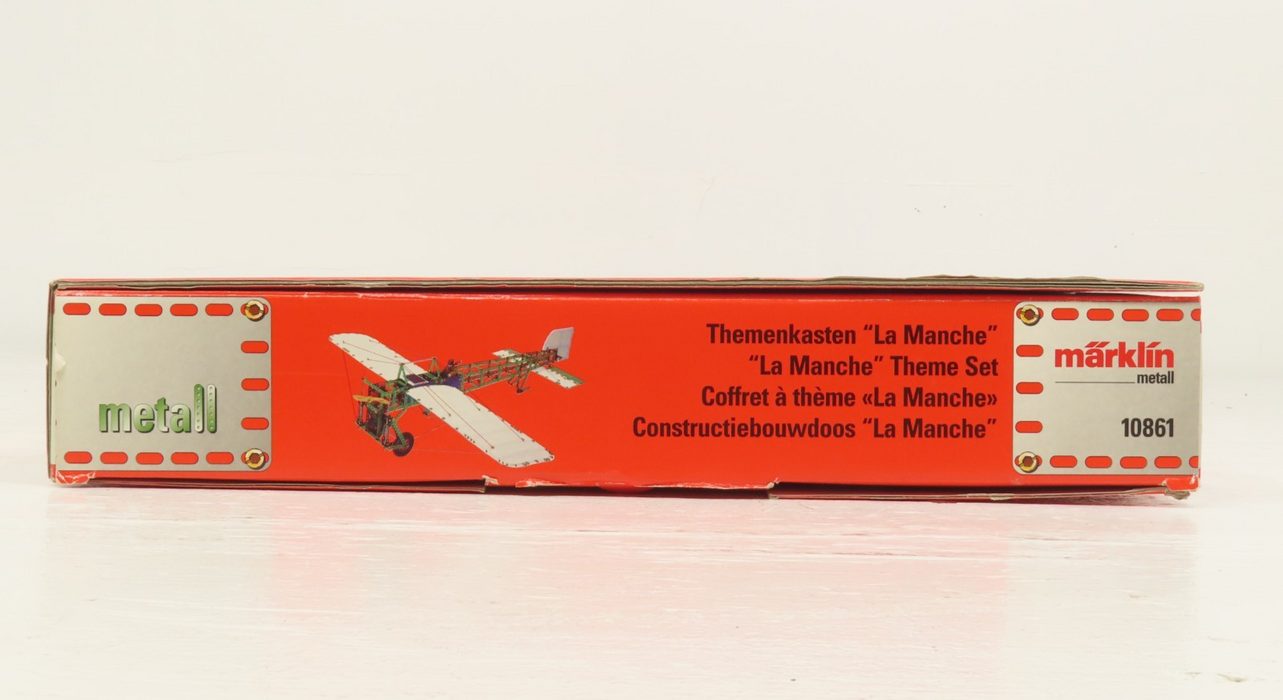 metall
Themenkasten “La Manche”
“La Manche” Theme Set
Coffret à thème «La Manche»
Constructiebouwdoos “La Manche”
märklin
metall
10861